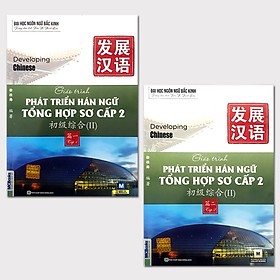 ĐẠI HỌC NGÔN NGỮ BẮC KINH
发展
汉语
Developing
Chinese
Giáo trình
PHÁT TRIỂN HÁN NGỮ
TỔNG HỢP SƠ CẤP 2
初级综合(II)
ĐẠI HỌC NGÔN NGỮ BẮC KINH
发展
汉语
Developing
Chinese
Giáo trình
PHÁT TRIỂN HÁN NGỮ
TỔNG HỢP SƠ CẤP 2
初级综合(II)